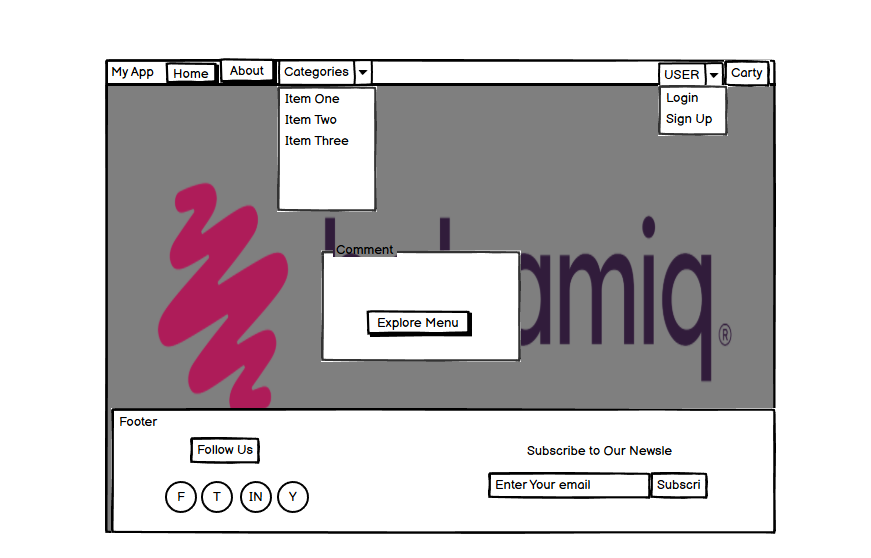 My App Home About Categories USER Carty
Item One
Item Two
Item Three
Login
Sign Up
amiq®
Comment
Explore Menu
Footer
Follow Us
F T IN Y
Subscribe to Our Newsle
Enter Your email Subscri